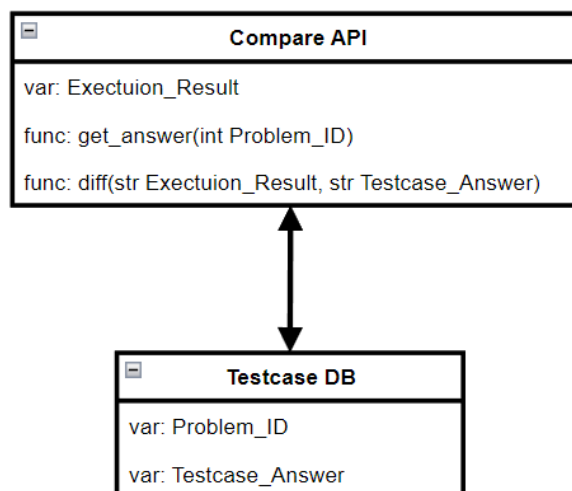 Compare API
var: Exectuion_Result
func: get_answer(int Problem_ID)
func: diff(str Exectuion_Result, str Testcase_Answer)
Testcase DB
var: Problem_ID
var: Testcase_Answer